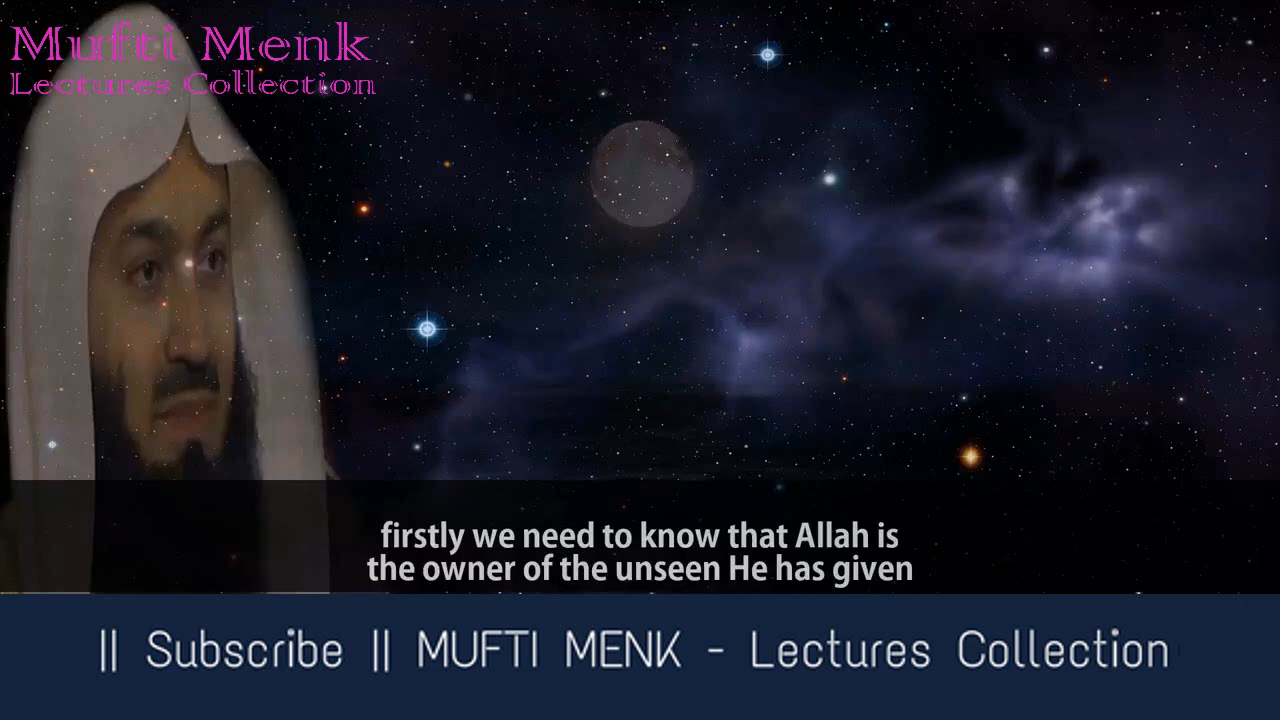 Mufti Menk
Lectures Collection
firstly we need to know that Allah is
the owner of the unseen He has given
|| Subscribe || MUFTI MENK - Lectures Collection